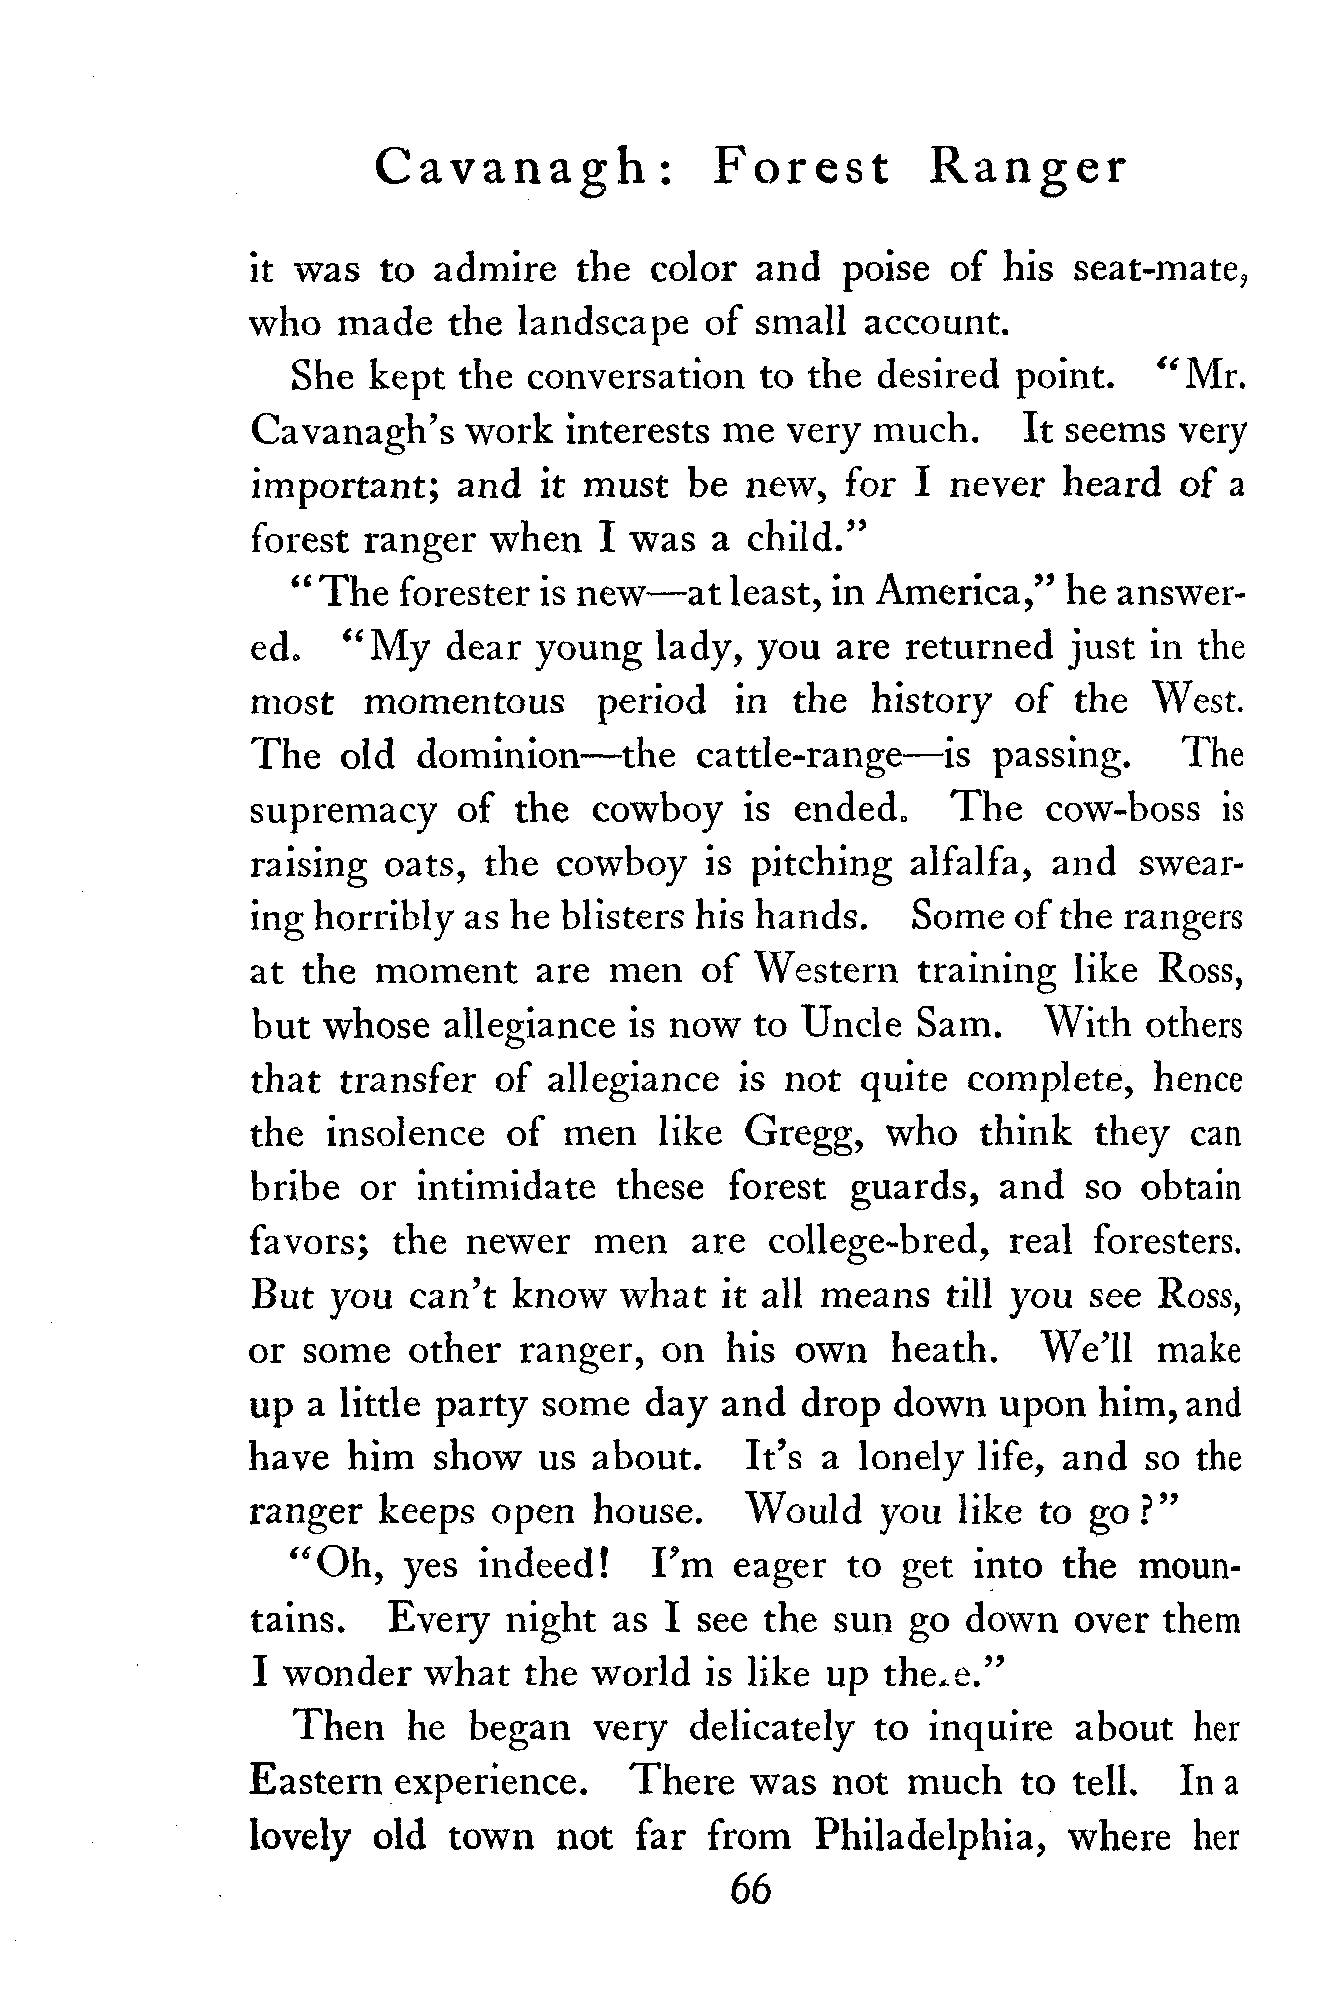 Cavanagh: Forest Ranger
it was to admire the color and poise of his seat-mate,
who made the landscape of small account.
She kept the conversation to the desired point. "Mr.
Cavanagh's work interests me very much. It seems very
important; and it must be new, for I never heard of a
forest ranger when I was a child."
"The forester is new—at least, in America," he answer-
ed. "My dear young lady, you are returned just in the
most momentous period in the history of the West.
The old dominion—the cattle-range—is passing. The
supremacy of the cowboy is ended. The cow-boss is
raising oats, the cowboy is pitching alfalfa, and swear-
ing horribly as he blisters his hands. Some of the rangers
at the moment are men of Western training like Ross,
but whose allegiance is now to Uncle Sam. With others
that transfer of allegiance is not quite complete, hence
the insolence of men like Gregg, who think they can
bribe or intimidate these forest guards, and so obtain
favors; the newer men are college-bred, real foresters.
But you can't know what it all means till you see Ross,
or some other ranger, on his own heath. We'll make
up a little party some day and drop down upon him, and
have him show us about. It's a lonely life, and so the
ranger keeps open house. Would you like to go?"
"Oh, yes indeed! I'm eager to get into the moun-
tains. Every night as I see the sun go down over them
I wonder what the world is like up there."
Then he began very delicately to inquire about her
Eastern experience. There was not much to tell. In a
lovely old town not far from Philadelphia, where her
66